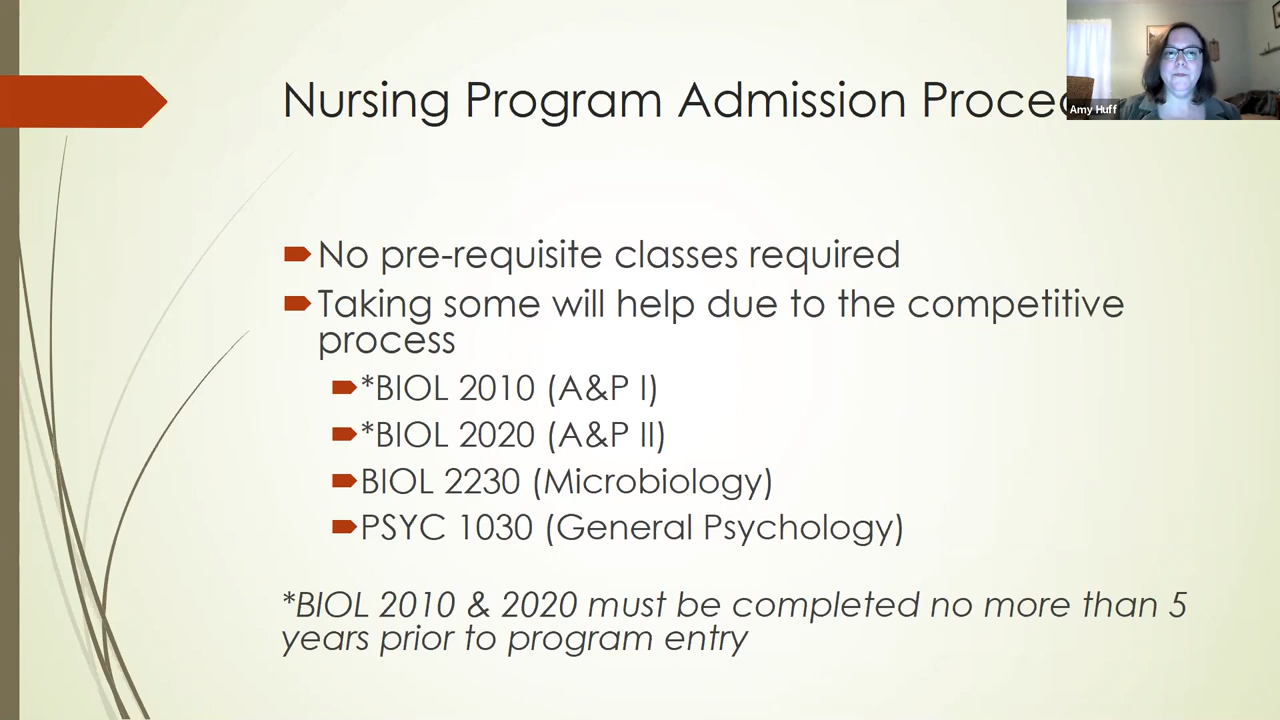 Nursing Program Admission
Amy Huff
No pre-requisite classes required
Taking some will help due to the competitive
process
*BIOL 2010 (A&P I)
*BIOL 2020 (A&P II)
BIOL 2230 (Microbiology)
PSYC 1030 (General Psychology)
*BIOL 2010 & 2020 must be completed no more than 5
years prior to program entry